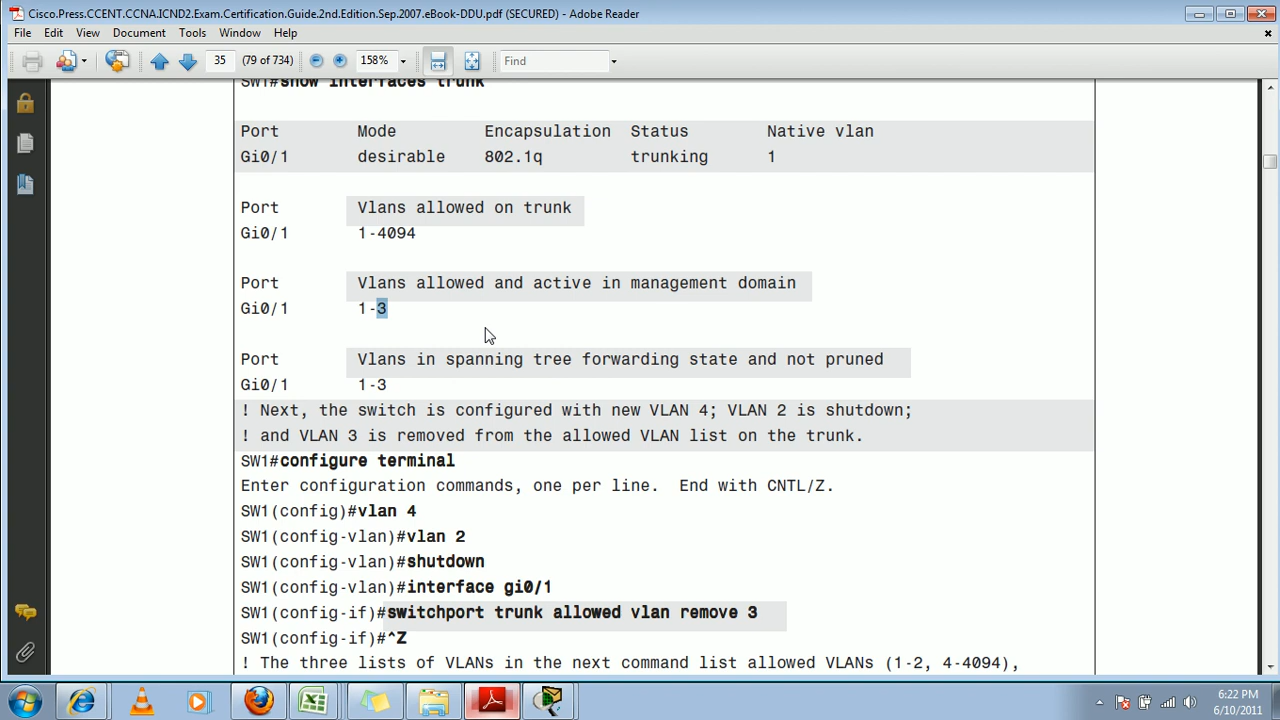 Cisco.Press.CCENT.CCNA.ICND2.Exam.Certification.Guide.2nd.Edition.Sep.2007.eBook-DDU.pdf (SECURED) - Adobe Reader
File Edit View Document Tools Window Help
35 (79 of 734) 158% Find
SW1#show interfaces trunk
Port Mode Encapsulation Status Native vlan
Gi0/1 desirable 802.1q trunking 1
Port Vlans allowed on trunk
Gi0/1 1-4094
Port Vlans allowed and active in management domain
Gi0/1 1-3
Port Vlans in spanning tree forwarding state and not pruned
Gi0/1 1-3
! Next, the switch is configured with new VLAN 4; VLAN 2 is shutdown;
! and VLAN 3 is removed from the allowed VLAN list on the trunk.
SW1#configure terminal
Enter configuration commands, one per line. End with CNTL/Z.
SW1(config)#vlan 4
SW1(config-vlan)#vlan 2
SW1(config-vlan)#shutdown
SW1(config-vlan)#interface gi0/1
SW1(config-if)#switchport trunk allowed vlan remove 3
SW1(config-if)#^Z
! The three lists of VLANs in the next command list allowed VLANs (1-2, 4-4094),
6:22 PM
6/10/2011